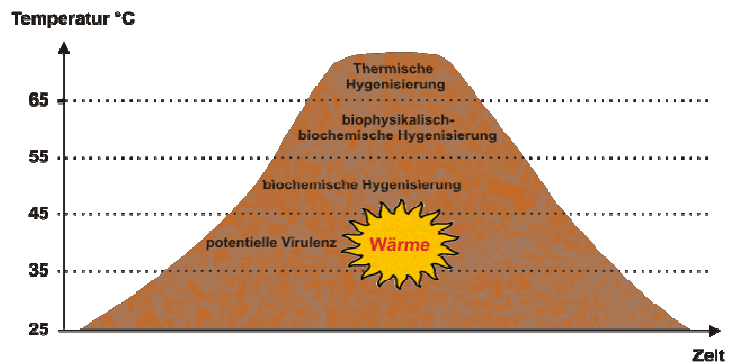 Temperatur °C
Thermische
Hygenisierung
65
biophysikalisch-
biochemische Hygenisierung
55
biochemische Hygenisierung
45
potentielle Virulenz
Wärme
35
25
Zeit